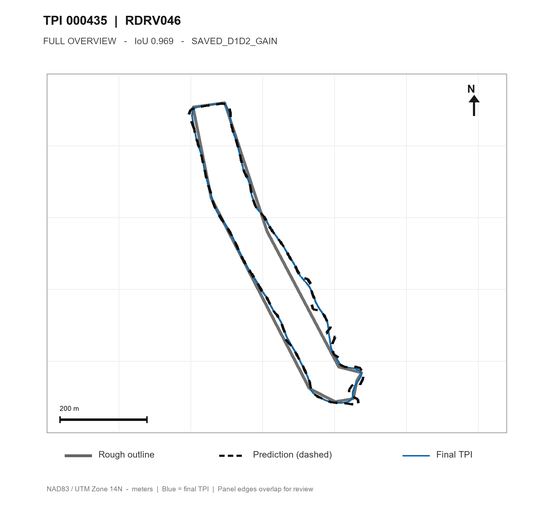 TPI 000435 | RDRV046
FULL OVERVIEW - IoU 0.969 - SAVED_D1D2_GAIN
N
200 m
Rough outline
Prediction (dashed)
Final TPI
NAD83 / UTM Zone 14N - meters | Blue = final TPI | Panel edges overlap for review